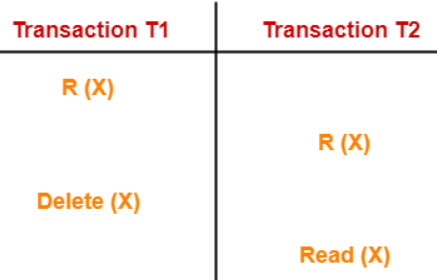 Transaction T1 Transaction T2
R (X)
R (X)
Delete (X)
Read (X)